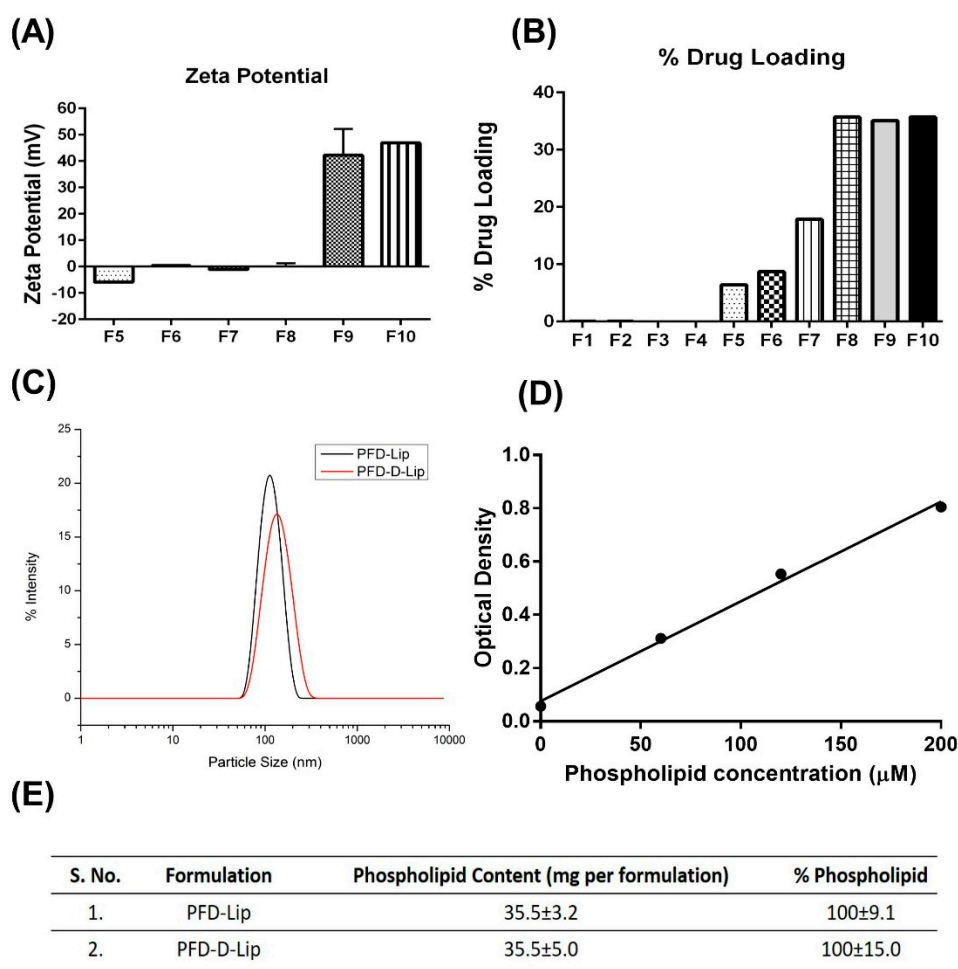 (A)
Zeta Potential
Zeta Potential (mV)
60
50
40
30
20
10
0
-10
-20
F5 F6 F7 F8 F9 F10
(B)
% Drug Loading
% Drug Loading
40
30
20
10
0
F1 F2 F3 F4 F5 F6 F7 F8 F9 F10
(C)
PFD-Lip
PFD-D-Lip
% Intensity
25
20
15
10
5
0
1 10 100 1000 10000
Particle Size (nm)
(D)
Optical Density
1.0
0.8
0.6
0.4
0.2
0.0
0 50 100 150 200
Phospholipid concentration (μM)
(E)
S. No. Formulation Phospholipid Content (mg per formulation) % Phospholipid
1. PFD-Lip 35.5±3.2 100±9.1
2. PFD-D-Lip 35.5±5.0 100±15.0